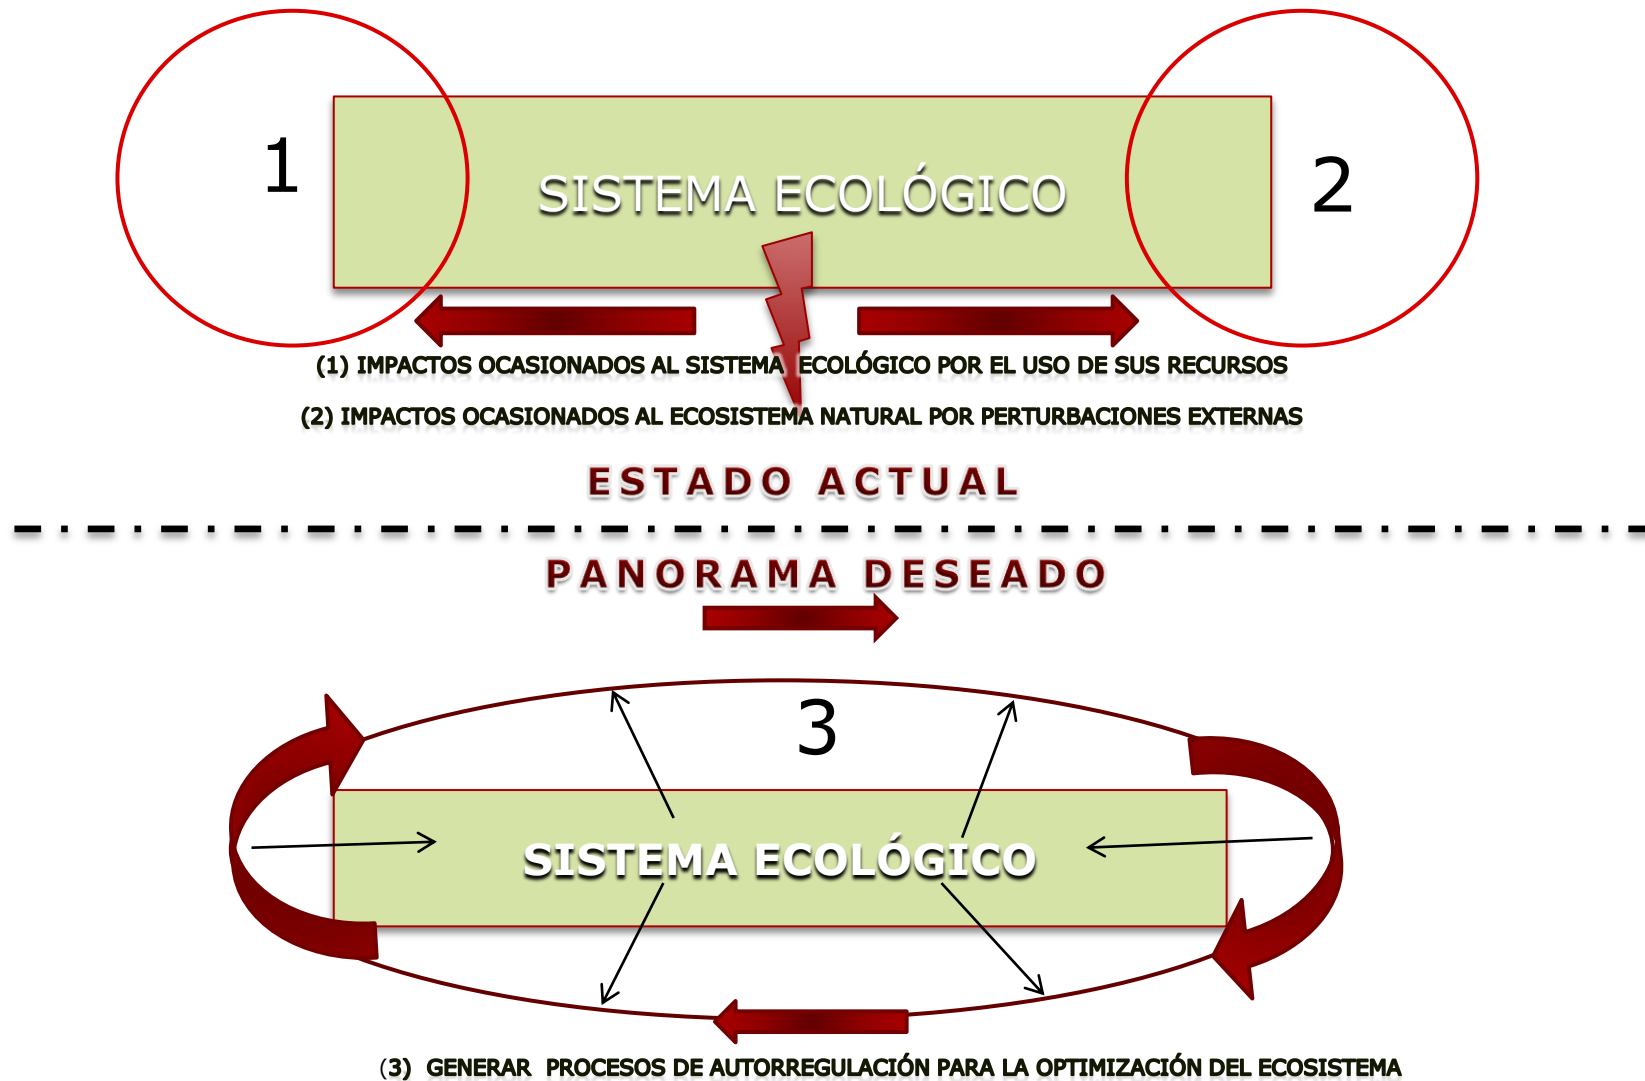 1
SISTEMA ECOLÓGICO
2
(1) IMPACTOS OCASIONADOS AL SISTEMA ECOLÓGICO POR EL USO DE SUS RECURSOS
(2) IMPACTOS OCASIONADOS AL ECOSISTEMA NATURAL POR PERTURBACIONES EXTERNAS
ESTADO ACTUAL
PANORAMA DESEADO
3
SISTEMA ECOLÓGICO
(3) GENERAR PROCESOS DE AUTORREGULACIÓN PARA LA OPTIMIZACIÓN DEL ECOSISTEMA